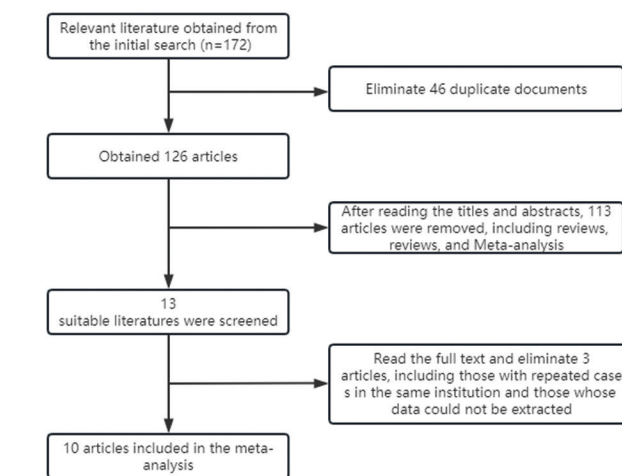 Relevant literature obtained from
the initial search (n=172)
Eliminate 46 duplicate documents
Obtained 126 articles
After reading the titles and abstracts, 113
articles were removed, including reviews,
reviews, and Meta-analysis
13
suitable literatures were screened
Read the full text and eliminate 3
articles, including those with repeated case
s in the same institution and those whose
data could not be extracted
10 articles included in the meta-
analysis